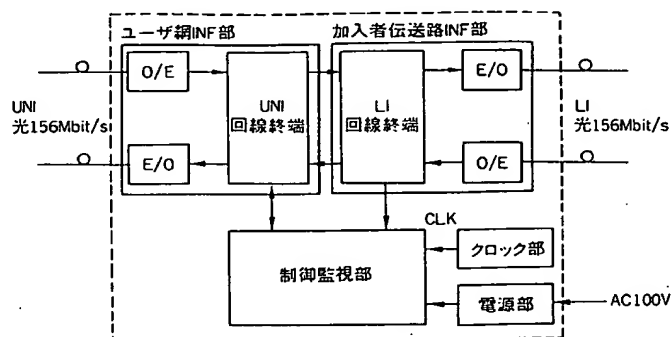 ユーザ網INF部
加入者伝送路INF部
O/E
E/O
UNI
光156Mbit/s
UNI
回線終端
LI
回線終端
LI
光156Mbit/s
E/O
O/E
CLK
制御監視部
クロック部
電源部
AC100V